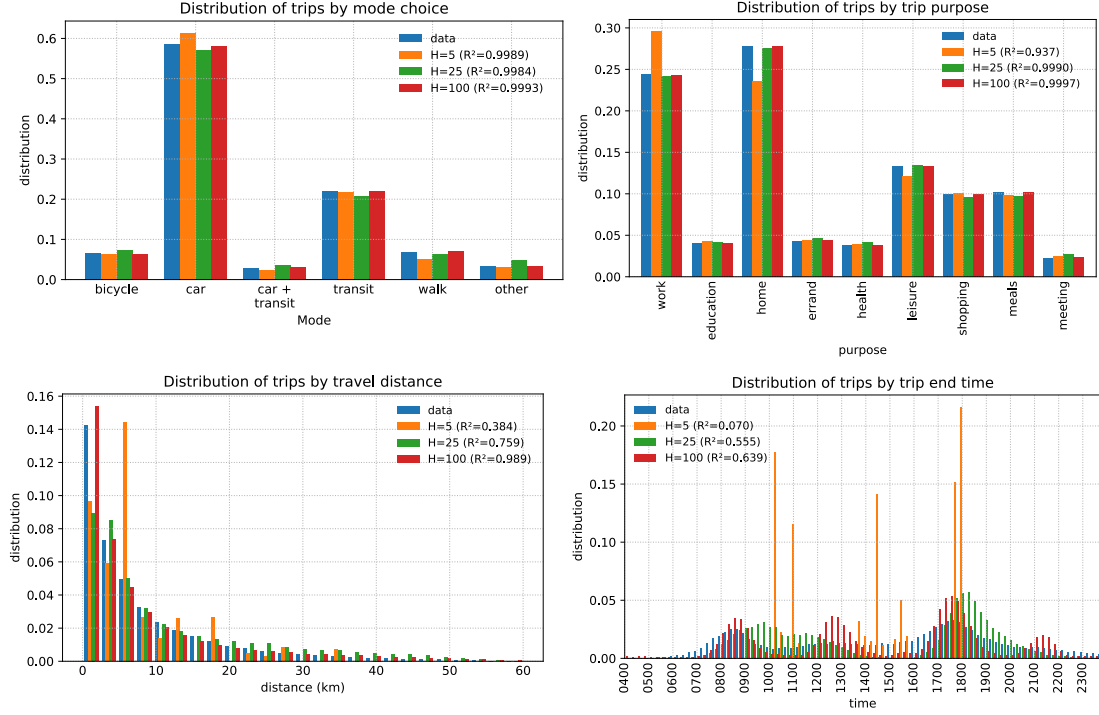 Distribution of trips by mode choice
0.6
0.5
0.4
0.3
0.2
0.1
0.0
distribution
data
H=5 (R²=0.9989)
H=25 (R²=0.9984)
H=100 (R²=0.9993)
bicycle
car
car +
transit
transit
walk
other
Mode
Distribution of trips by trip purpose
0.30
0.25
0.20
0.15
0.10
0.05
0.00
distribution
data
H=5 (R²=0.937)
H=25 (R²=0.9990)
H=100 (R²=0.9997)
work
education
home
errand
health
leisure
shopping
meals
meeting
purpose
Distribution of trips by travel distance
0.16
0.14
0.12
0.10
0.08
0.06
0.04
0.02
0.00
distribution
data
H=5 (R²=0.384)
H=25 (R²=0.759)
H=100 (R²=0.989)
0
10
20
30
40
50
60
distance (km)
Distribution of trips by trip end time
0.20
0.15
0.10
0.05
0.00
distribution
data
H=5 (R²=0.070)
H=25 (R²=0.555)
H=100 (R²=0.639)
0400
0500
0600
0700
0800
0900
1000
1100
1200
1300
1400
1500
1600
1700
1800
1900
2000
2100
2200
2300
time